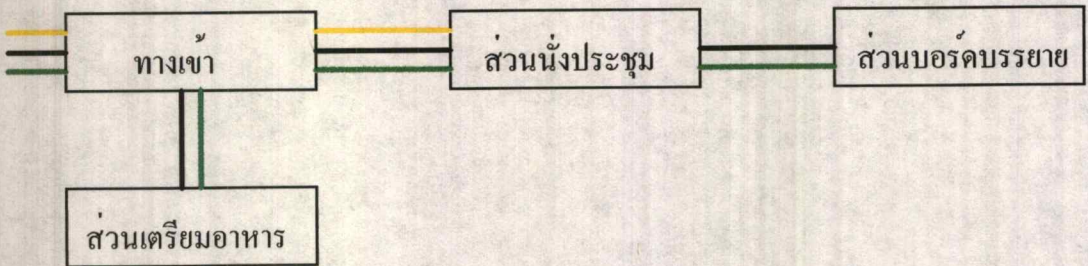 ทางเข้า
ส่วนนั่งประชุม
ส่วนบอร์ดบรรยาย
ส่วนเตรียมอาหาร